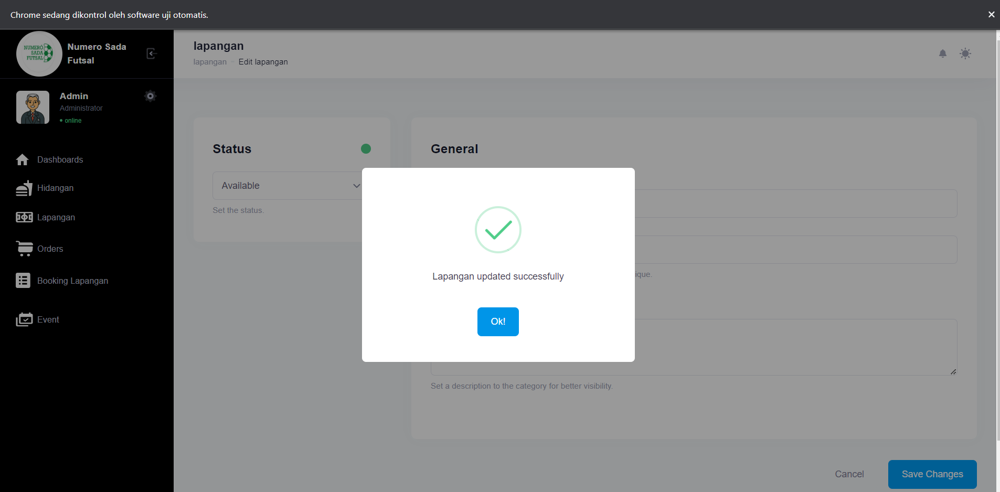 Chrome sedang dikontrol oleh software uji otomatis.
NUMERO
SADA
FUTSAL
Numero Sada
Futsal
Admin
Administrator
online
Dashboards
Hidangan
Lapangan
Orders
Booking Lapangan
Event
lapangan
lapangan - Edit lapangan
Status
Available
Set the status.
General
ique.
Set a description to the category for better visibility.
Lapangan updated successfully
Ok!
Cancel
Save Changes